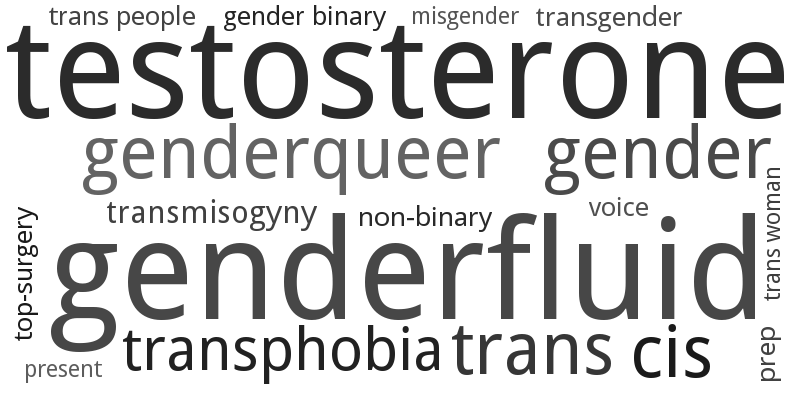 trans people gender binary misgender transgender
testosterone
genderqueer gender
transmisogyny non-binary voice
genderfluid
top-surgery
trans woman
transphobia trans cis
present
prep